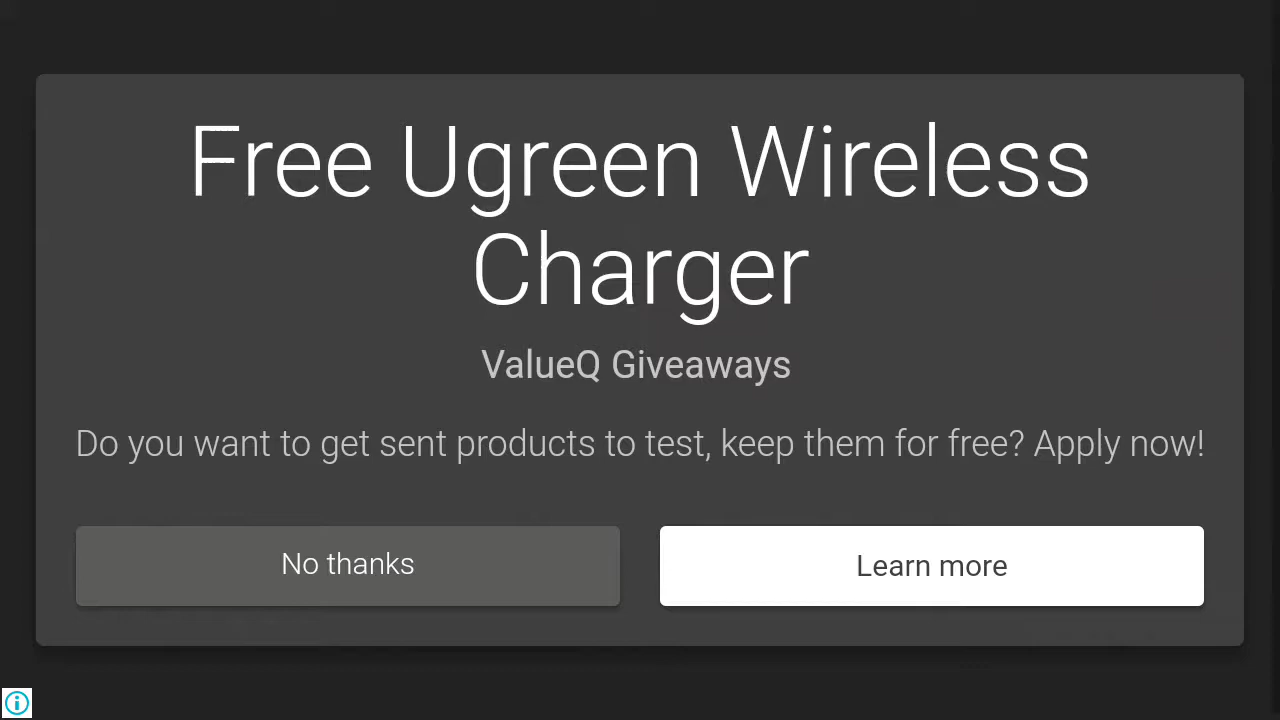 Free Ugreen Wireless
Charger
ValueQ Giveaways
Do you want to get sent products to test, keep them for free? Apply now!
No thanks
Learn more